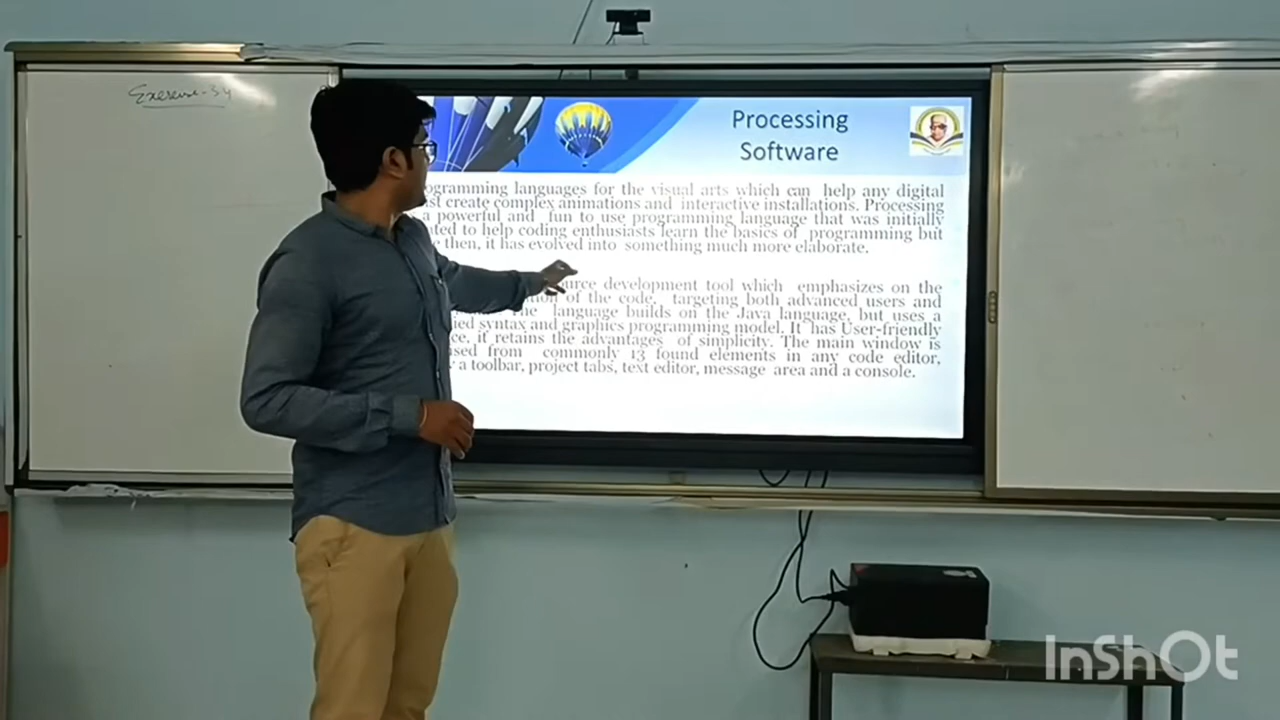 Exercise-34
Processing
Software
ogramming languages for the visual arts which can help any digital
st create complex animations and interactive installations. Processing
a powerful and fun to use programming language that was initially
ated to help coding enthusiasts learn the basics of programming but
e then, it has evolved into something much more elaborate.
urce development tool which emphasizes on the
tion of the code, targeting both advanced users and
The language builds on the Java language, but uses a
ied syntax and graphics programming model. It has User-friendly
ce, it retains the advantages of simplicity. The main window is
sed from commonly 13 found elements in any code editor,
y a toolbar, project tabs, text editor, message area and a console.
InShOt